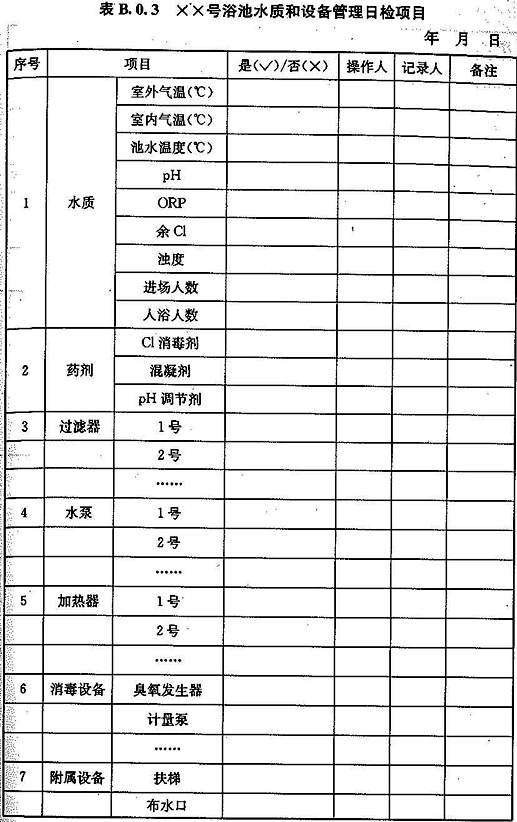 表 B.0.3 ××号浴池水质和设备管理日检项目
年 月 日
序号 项目 是(✓)/否(×) 操作人 记录人 备注
1 水质 室外气温(℃)
室内气温(℃)
池水温度(℃)
pH
ORP
余 Cl
浊度
进场人数
人浴人数
2 药剂 Cl 消毒剂
混凝剂
pH 调节剂
3 过滤器 1号
2号
……
4 水泵 1号
2号
……
5 加热器 1号
2号
……
6 消毒设备 臭氧发生器
计量泵
……
7 附属设备 扶梯
布水口